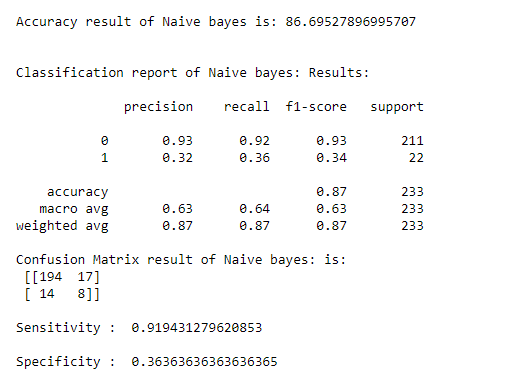 Accuracy result of Naive bayes is: 86.69527896995707
Classification report of Naive bayes: Results:
precision recall f1-score support
0 0.93 0.92 0.93 211
1 0.32 0.36 0.34 22
accuracy 0.87 233
macro avg 0.63 0.64 0.63 233
weighted avg 0.87 0.87 0.87 233
Confusion Matrix result of Naive bayes: is:
[[194 17]
[ 14 8]]
Sensitivity : 0.919431279620853
Specificity : 0.36363636363636365